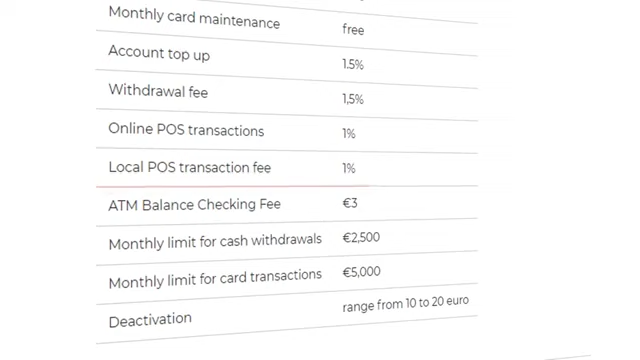 Monthly card maintenance free
Account top up 1.5%
Withdrawal fee 1,5%
Online POS transactions 1%
Local POS transaction fee 1%
ATM Balance Checking Fee €3
Monthly limit for cash withdrawals €2,500
Monthly limit for card transactions €5,000
Deactivation range from 10 to 20 euro